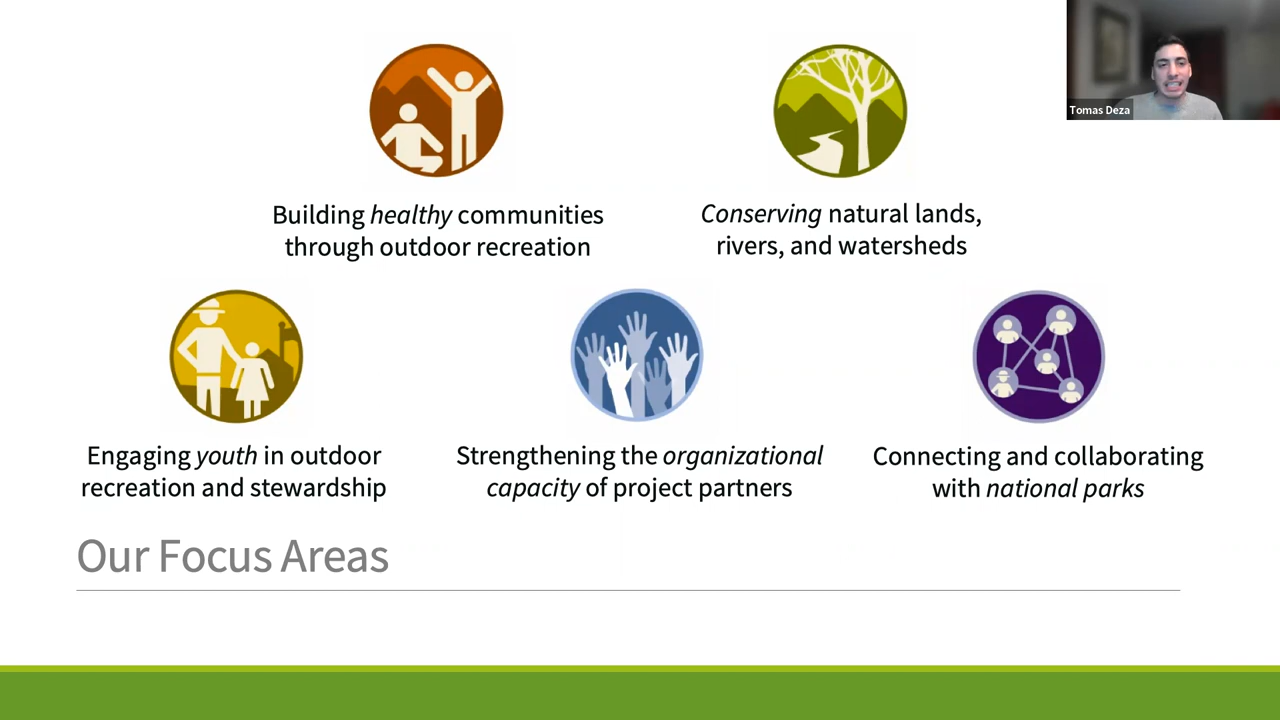 Tomas Deza
Building healthy communities
through outdoor recreation
Conserving natural lands,
rivers, and watersheds
Engaging youth in outdoor
recreation and stewardship
Strengthening the organizational
capacity of project partners
Connecting and collaborating
with national parks
Our Focus Areas